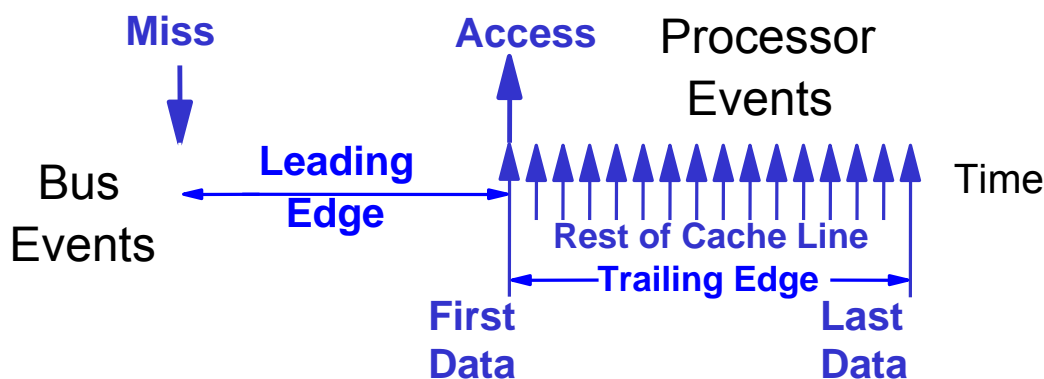 Miss
Access
Processor
Events
Leading
Edge
Bus
Events
Time
Rest of Cache Line
Trailing Edge
First
Data
Last
Data